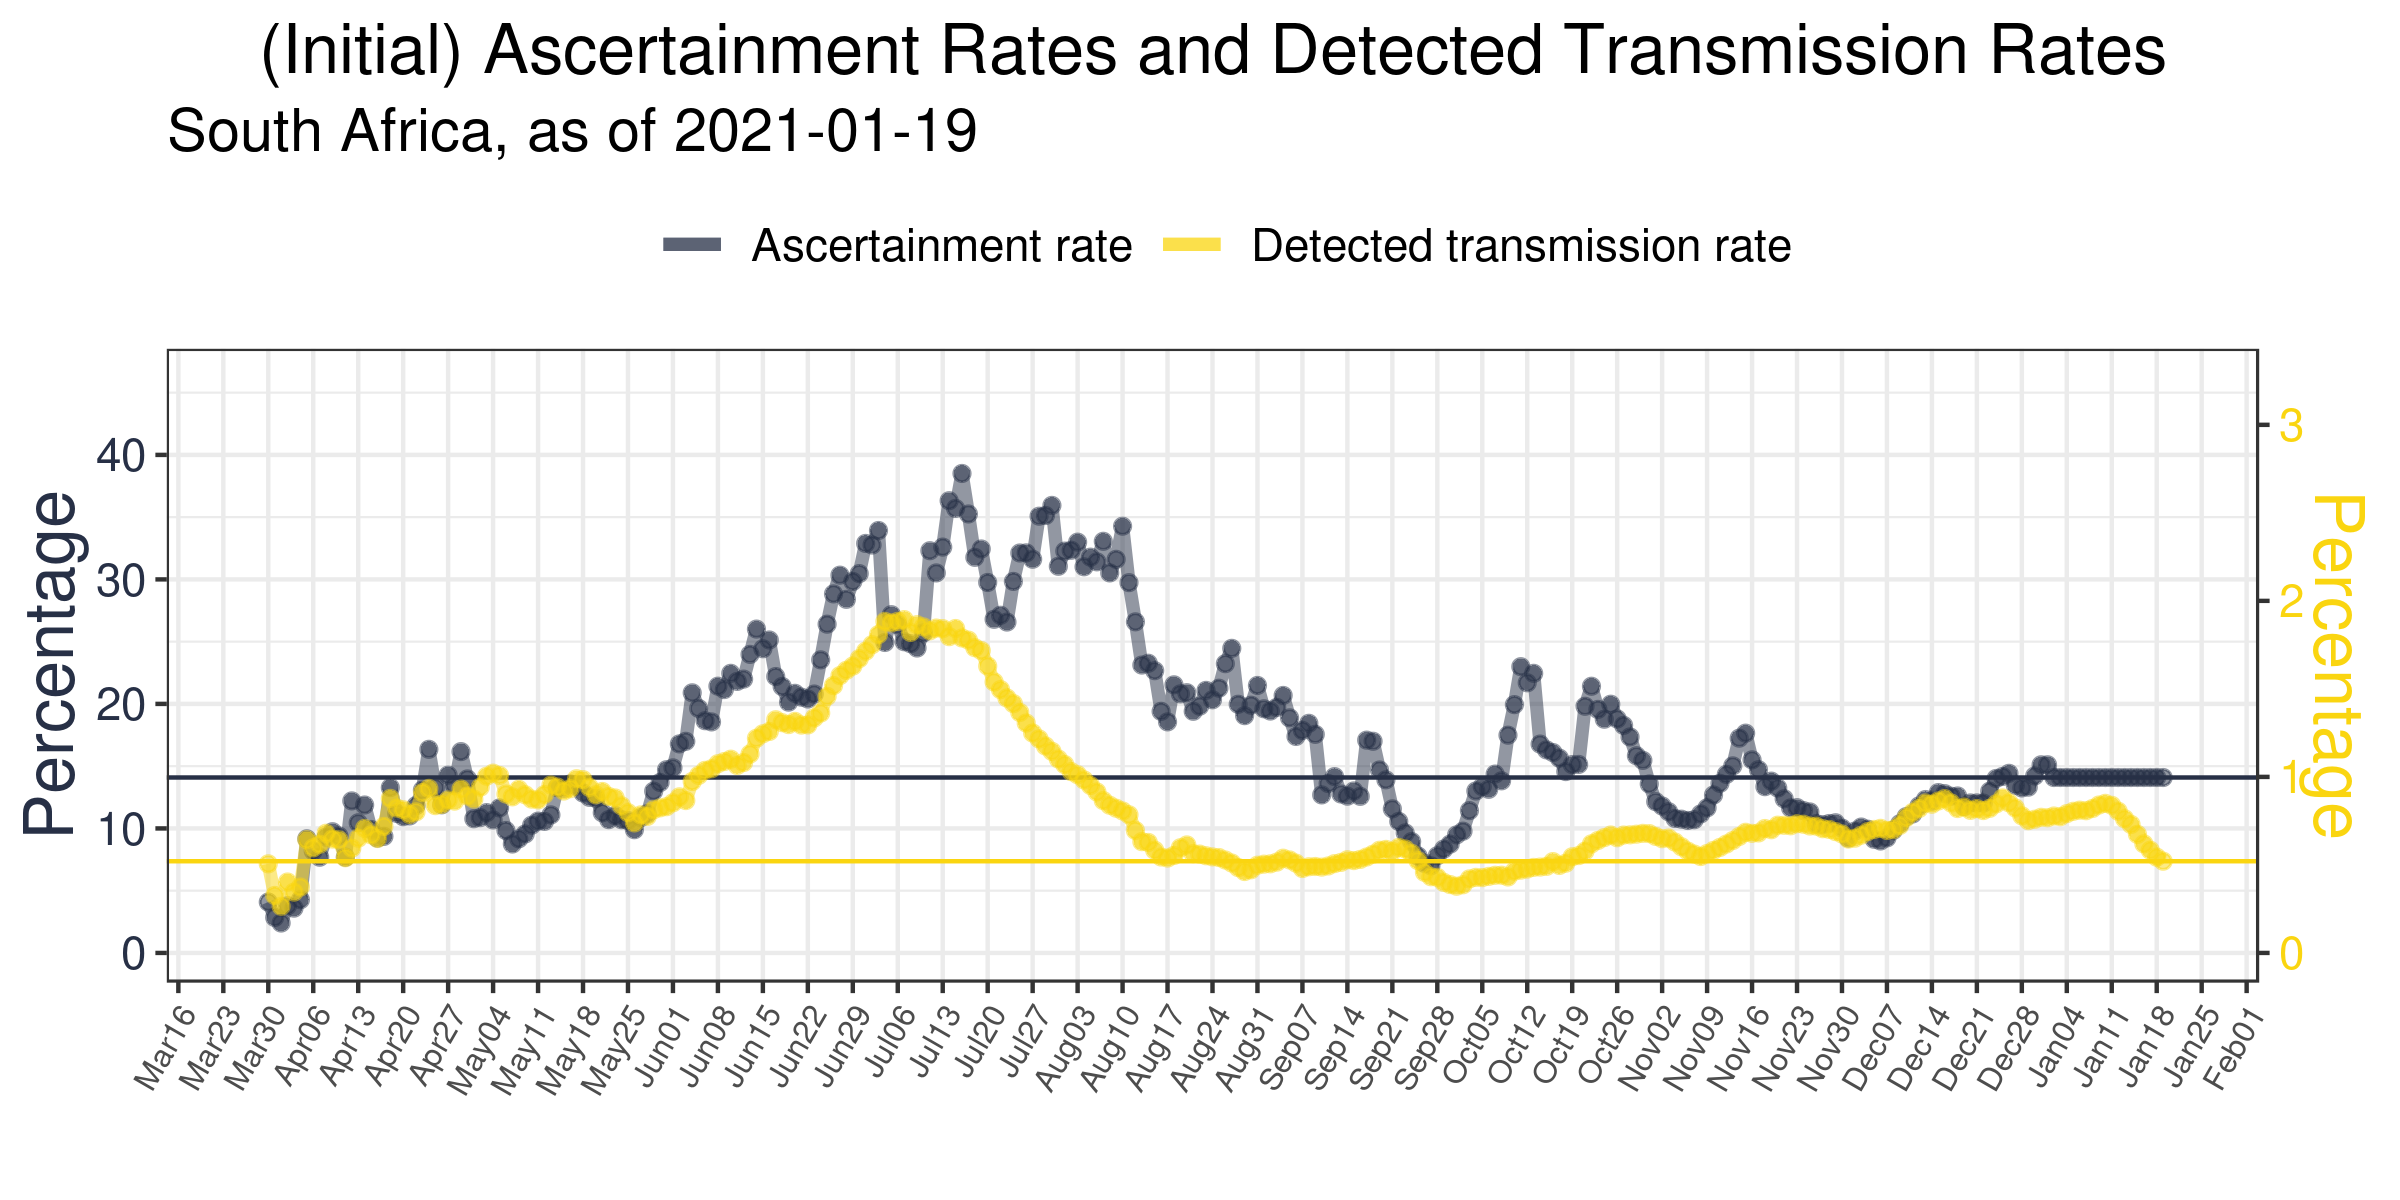 (Initial) Ascertainment Rates and Detected Transmission Rates
South Africa, as of 2021-01-19
Ascertainment rate
Detected transmission rate
Percentage
40
30
20
10
0
3
2
1
0
Percentage
Mar16
Mar23
Mar30
Apr06
Apr13
Apr20
Apr27
May04
May11
May18
May25
Jun01
Jun08
Jun15
Jun22
Jun29
Jul06
Jul13
Jul20
Jul27
Aug03
Aug10
Aug17
Aug24
Aug31
Sep07
Sep14
Sep21
Sep28
Oct05
Oct12
Oct19
Oct26
Nov02
Nov09
Nov16
Nov23
Nov30
Dec07
Dec14
Dec21
Dec28
Jan04
Jan11
Jan18
Jan25
Feb01